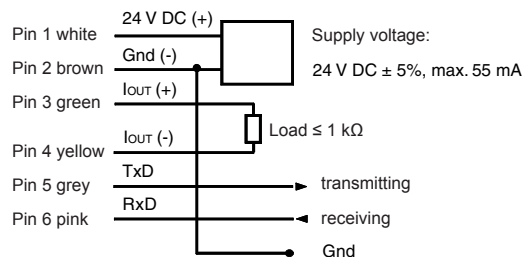 Pin 1 white 24 V DC (+) Supply voltage:
Pin 2 brown Gnd (-) 24 V DC ± 5%, max. 55 mA
Pin 3 green IOUT (+)
Load ≤ 1 kΩ
Pin 4 yellow IOUT (-)
Pin 5 grey TxD transmitting
Pin 6 pink RxD receiving
Gnd